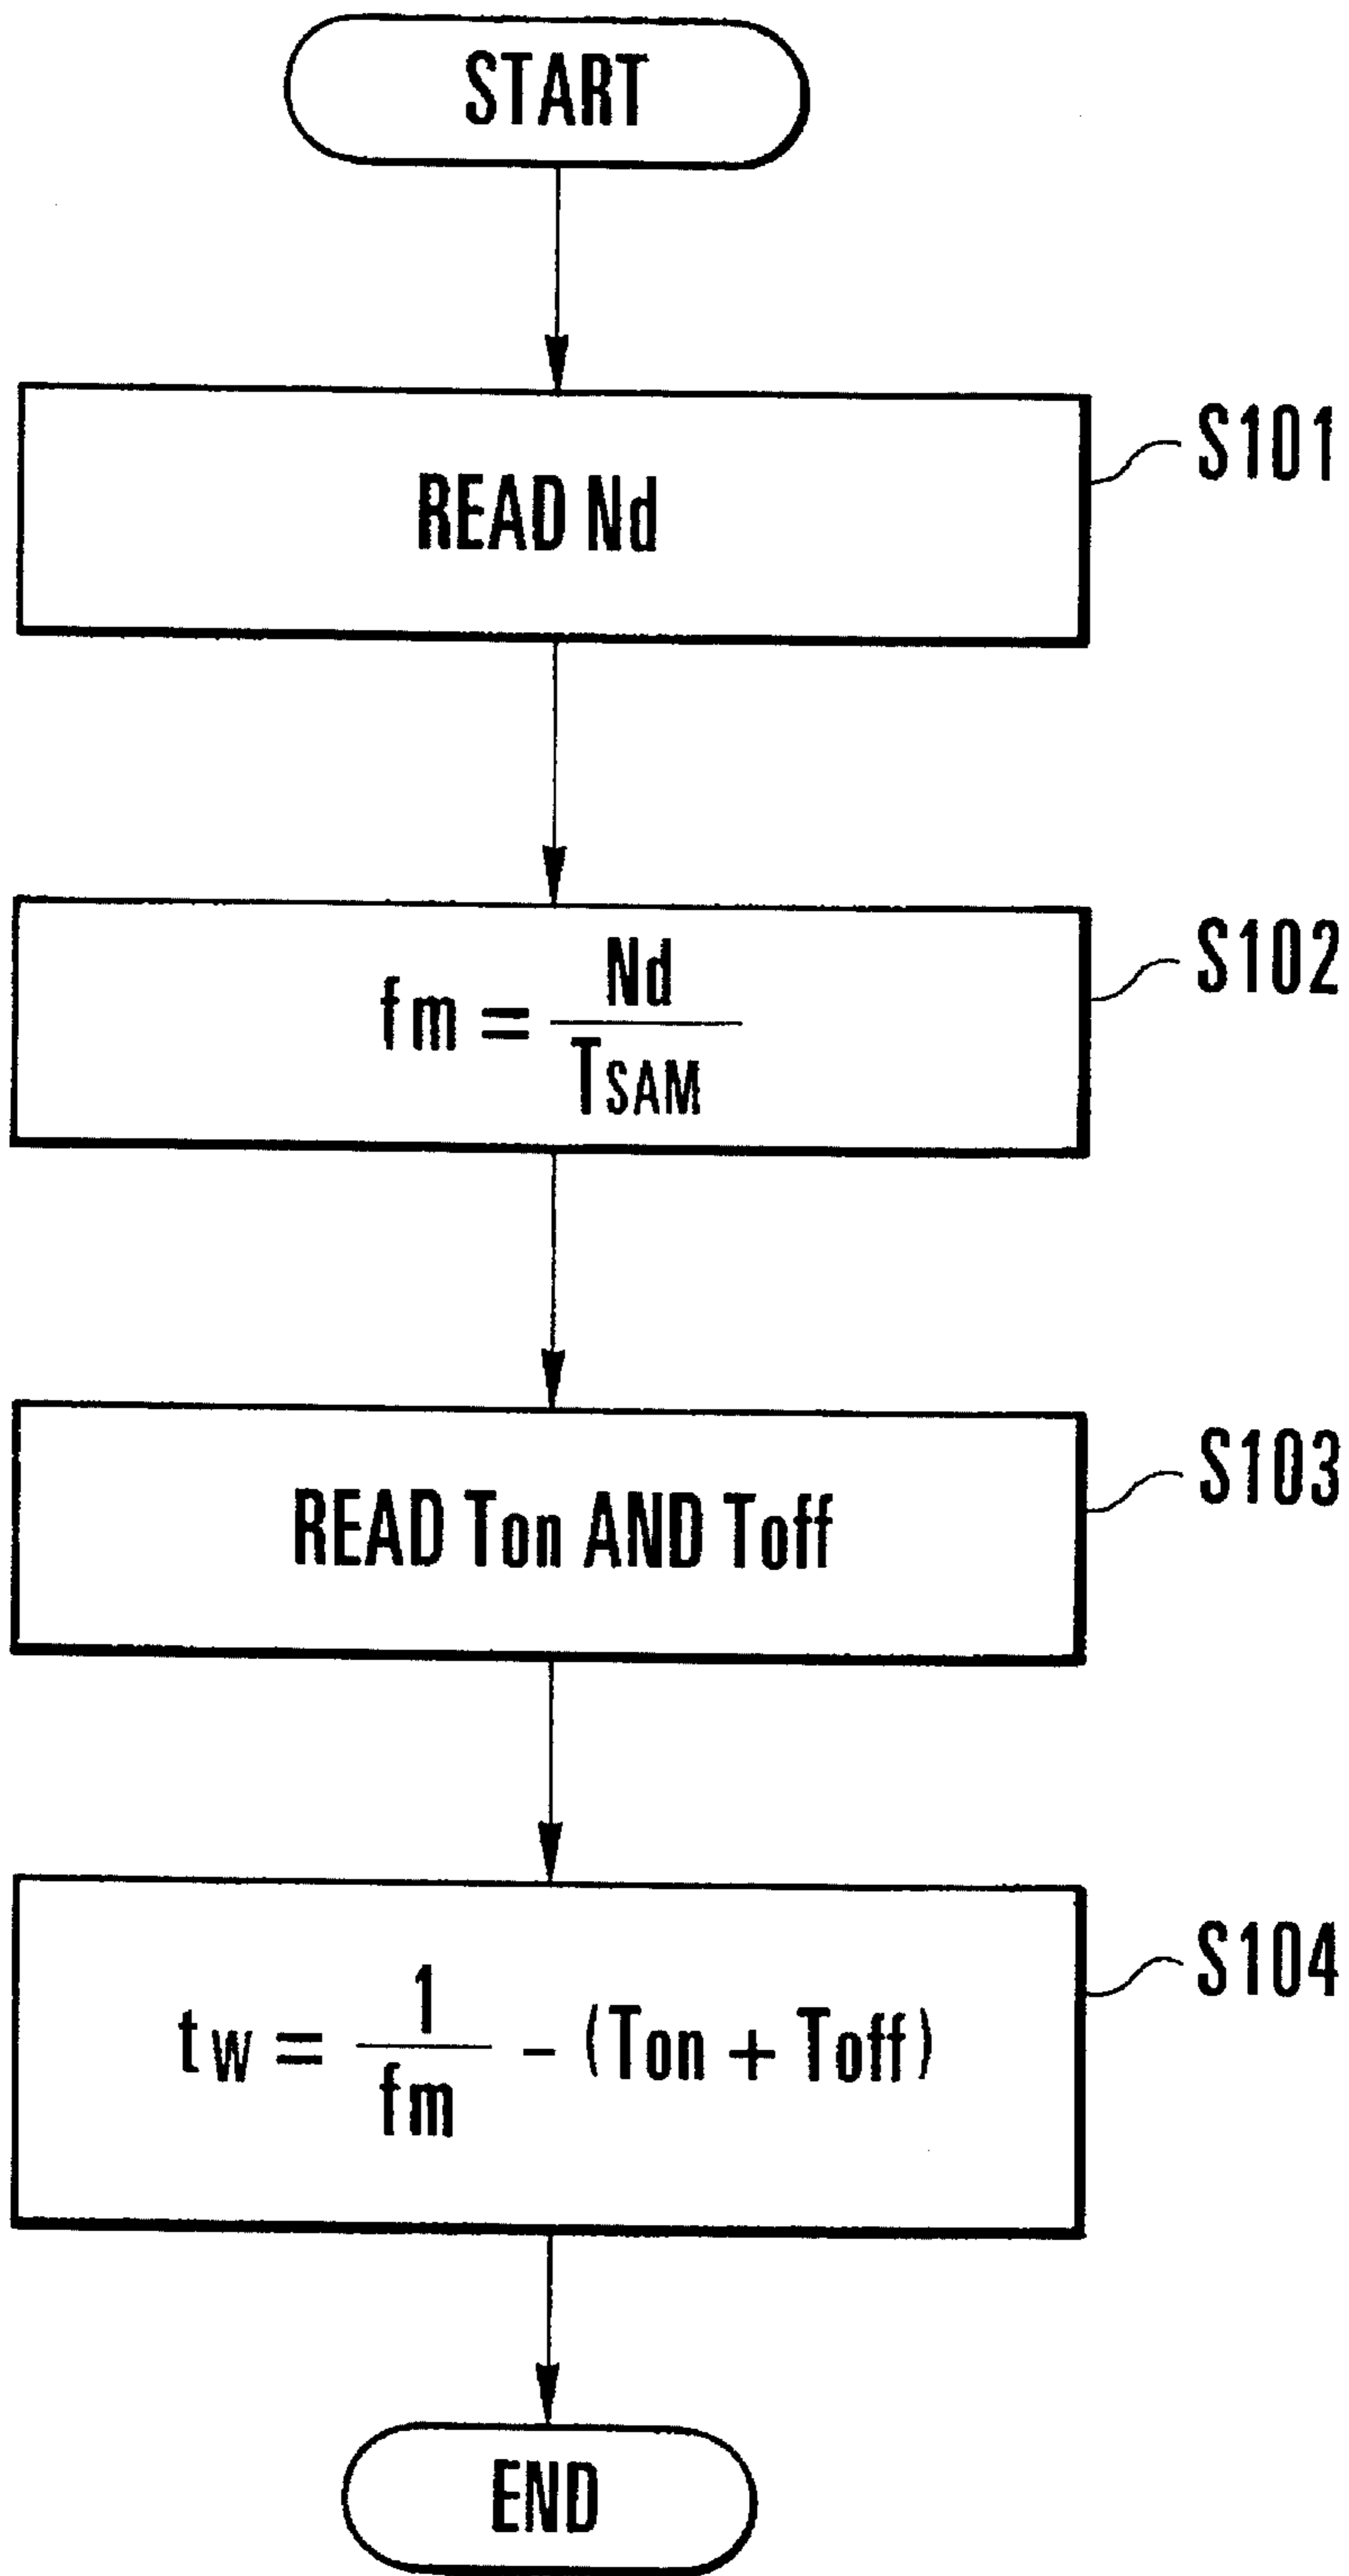 START
READ Nd
S101
fm = Nd / TSAM
S102
READ Ton AND Toff
S103
tw = 1 / fm - (Ton + Toff)
S104
END